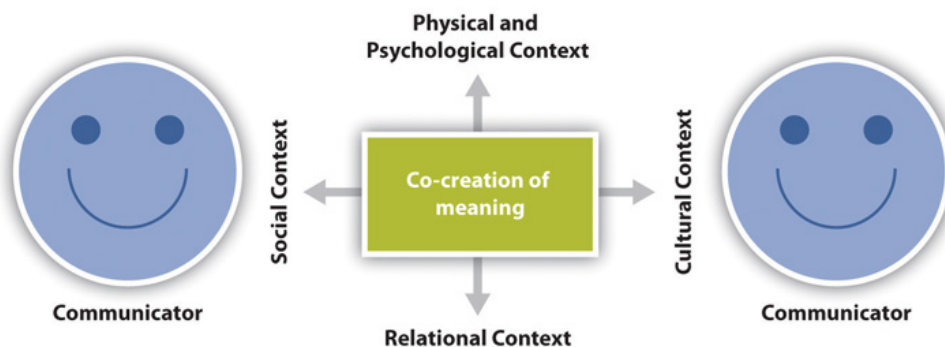 Physical and
Psychological Context
Social Context
Co-creation of
meaning
Cultural Context
Communicator
Relational Context
Communicator